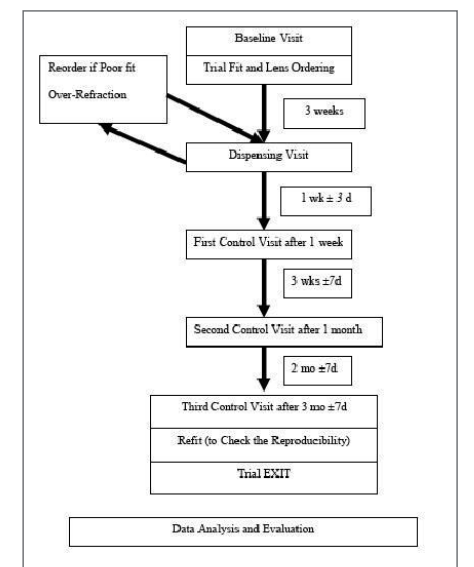 Baseline Visit
Trial Fit and Lens Ordering
Reorder if Poor fit
Over-Refraction
3 weeks
Dispensing Visit
1 wk ± 3 d
First Control Visit after 1 week
3 wks ±7d
Second Control Visit after 1 month
2 mo ±7d
Third Control Visit after 3 mo ±7d
Refit (to Check the Reproducibility)
Trial EXIT
Data Analysis and Evaluation